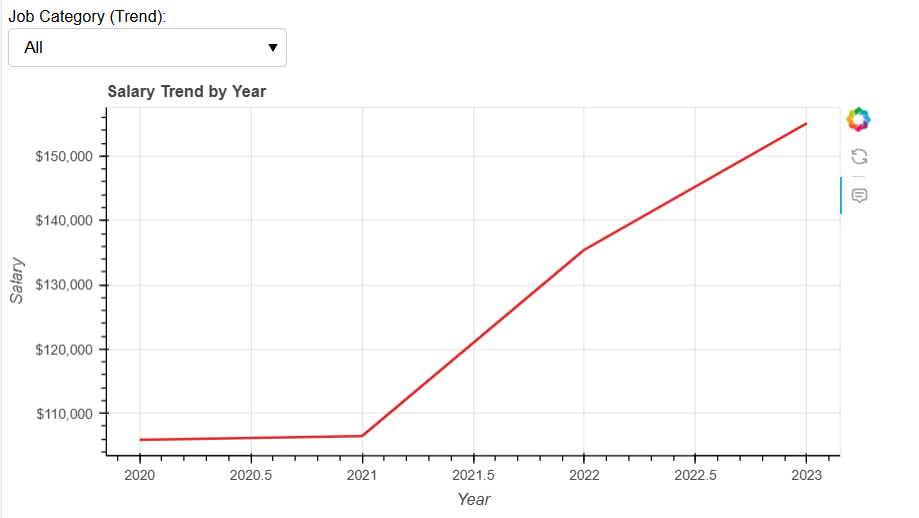 Job Category (Trend):
All
Salary Trend by Year
$150,000
$140,000
$130,000
$120,000
$110,000
Salary
2020 2020.5 2021 2021.5 2022 2022.5 2023
Year